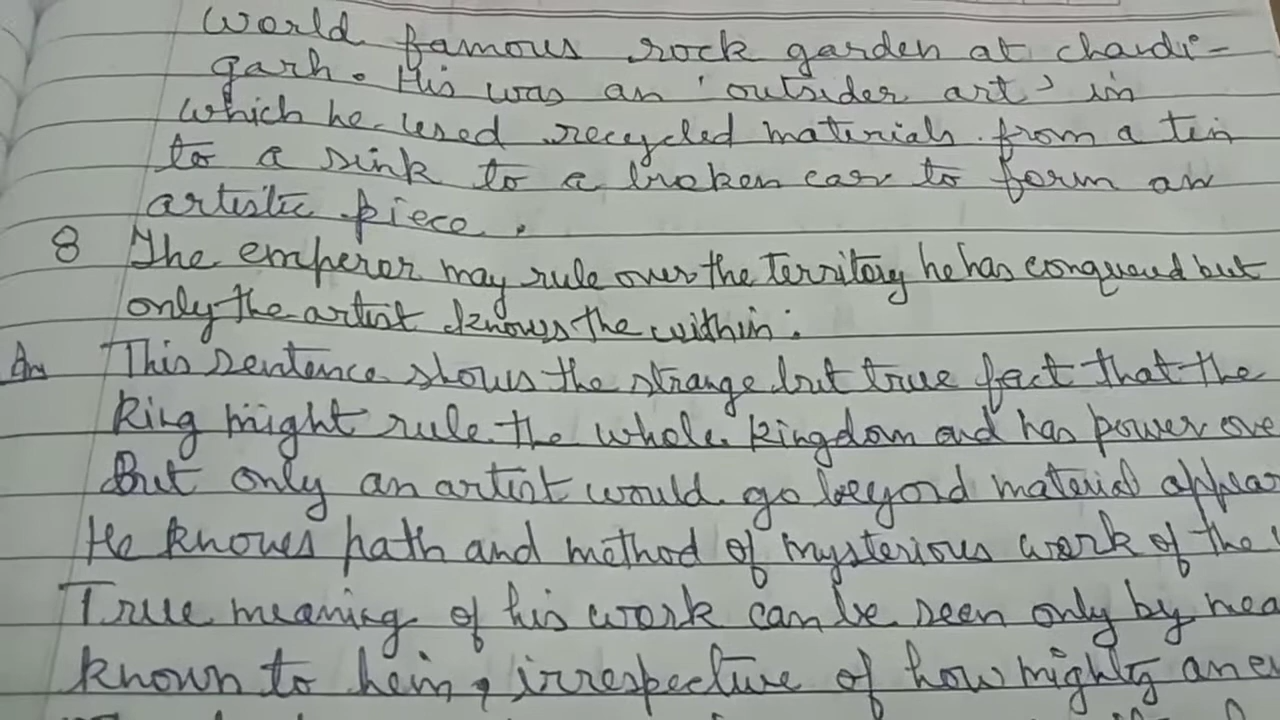 World famous rock garden at chandi-
garh. His was an 'outsider art' in
which he used recycled materials from a tin
to a sink to a broken car to form an
artistic piece.
8 The emperor may rule over the territory he has conquered but
only the artist knows the within.
Ans This sentence shows the strange but true fact that the
king might rule the whole kingdom and has power ove
But only an artist would go beyond material appear
He knows path and method of mysterious work of the
True meaning of his work can be seen only by mea
known to him, irrespective of how mighty an